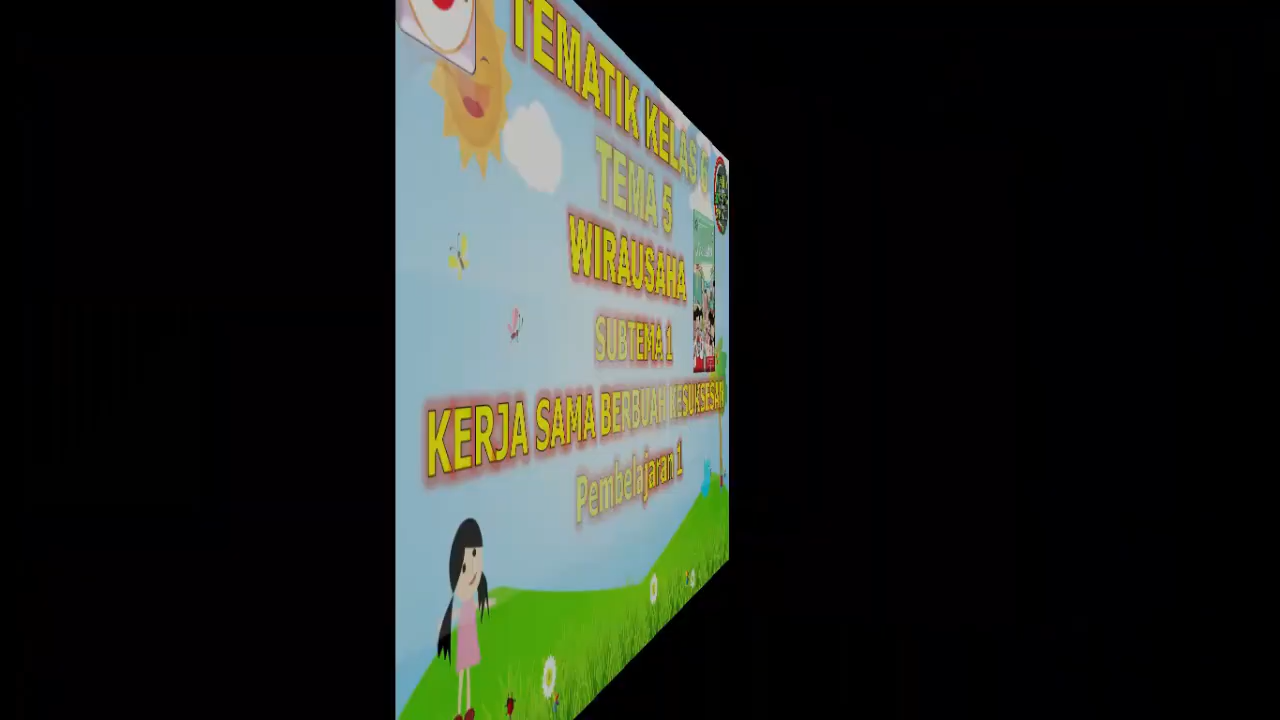 TEMATIK KELAS 6
TEMA 5
WIRAUSAHA
SUBTEMA 1
KERJA SAMA BERBUAH KESUKSESAN
Pembelajaran 1